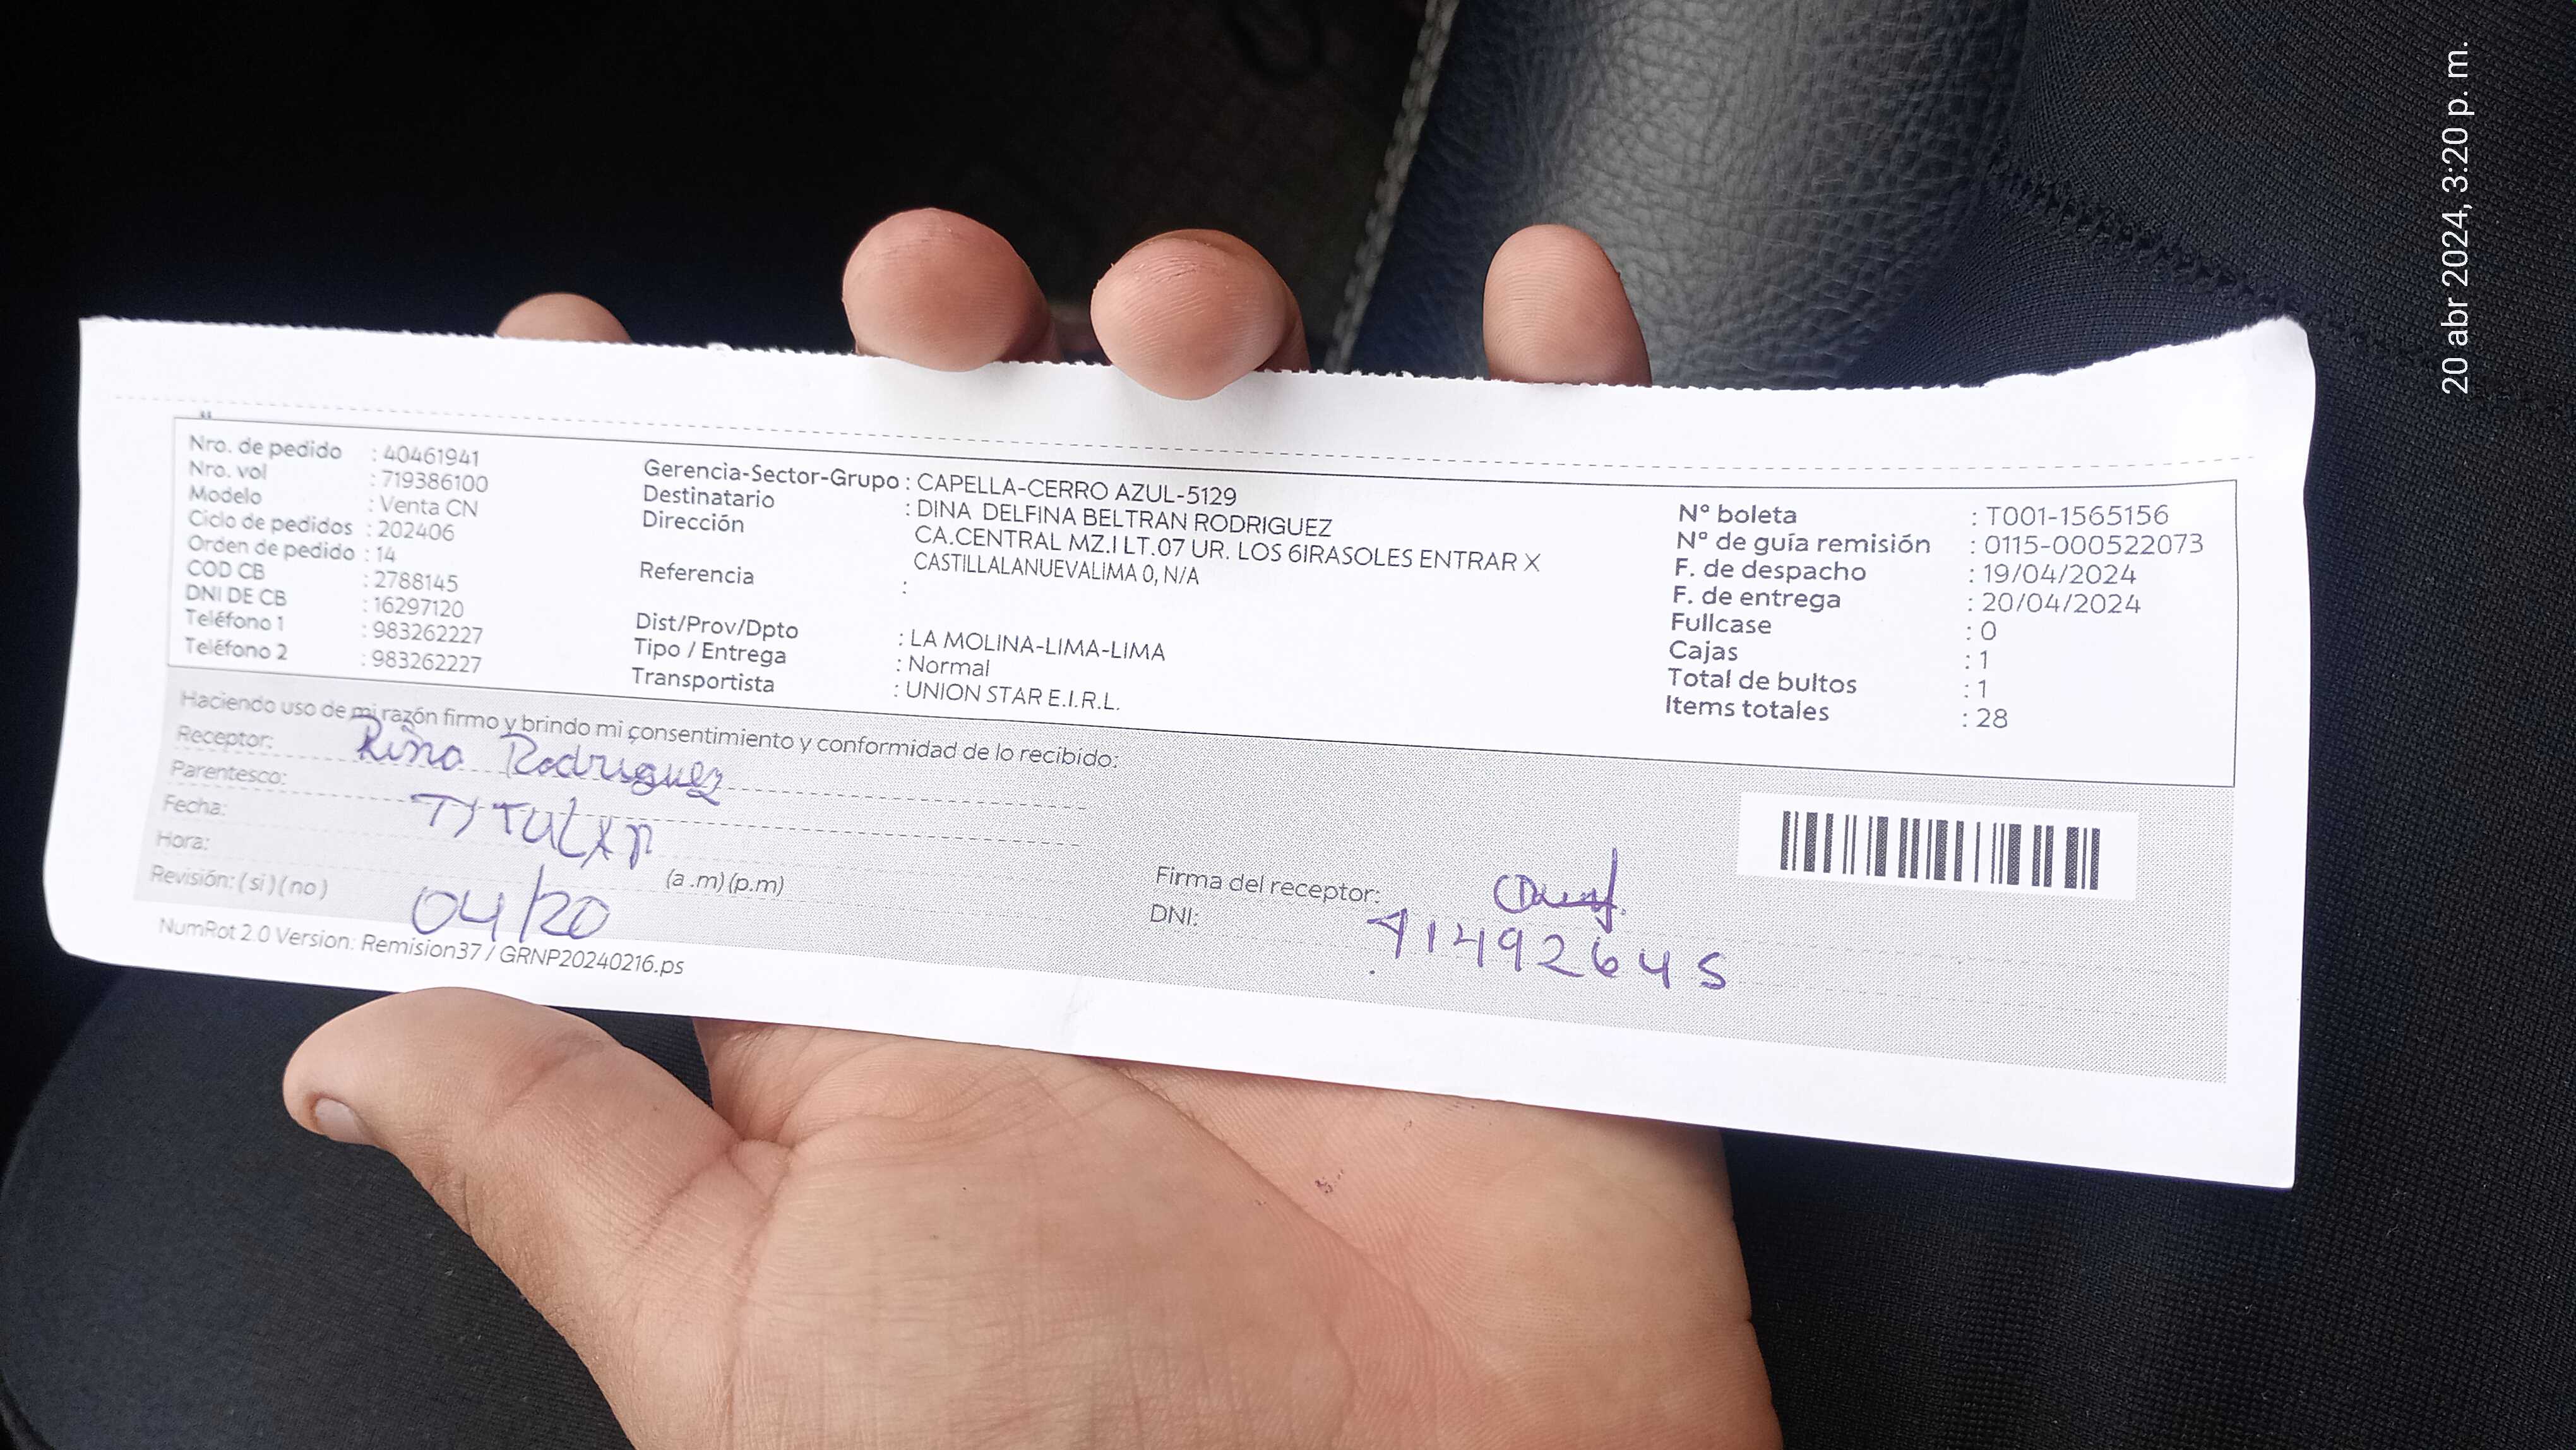 20 abr 2024, 3:20 p. m.
Nro. de pedido : 40461941
Nro. vol : 719386100
Modelo : Venta CN
Ciclo de pedidos : 202406
Orden de pedido : 14
COD CB : 2788145
DNI DE CB : 16297120
Teléfono 1 : 983262227
Teléfono 2 : 983262227
Gerencia-Sector-Grupo : CAPELLA-CERRO AZUL-5129
Destinatario : DINA DELFINA BELTRAN RODRIGUEZ
Dirección CA.CENTRAL MZ.I LT.07 UR. LOS 6IRASOLES ENTRAR X
CASTILLALANUEVALIMA 0, N/A
Referencia :
Dist/Prov/Dpto : LA MOLINA-LIMA-LIMA
Tipo / Entrega : Normal
Transportista : UNION STAR E.I.R.L.
N° boleta : T001-1565156
N° de guía remisión : 0115-000522073
F. de despacho : 19/04/2024
F. de entrega : 20/04/2024
Fullcase : 0
Cajas : 1
Total de bultos : 1
Items totales : 28
Haciendo uso de mi razón firmo y brindo mi consentimiento y conformidad de lo recibido:
Receptor: Rodriguez
Parentesco: TITULAR
Fecha: 04/20
Hora: (a .m) (p.m)
Revisión: ( si ) ( no )
Firma del receptor:
DNI: 41492645
NumRot 2.0 Version: Remision37 / GRNP20240216.ps